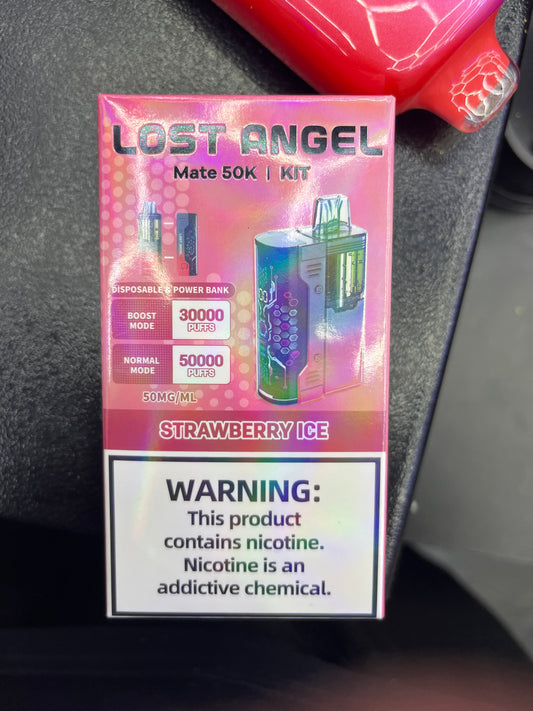 LOST ANGEL
Mate 50K | KIT
DISPOSABLE & POWER BANK
BOOST MODE
30000 PUFFS
NORMAL MODE
50000 PUFFS
50MG/ML
STRAWBERRY ICE
WARNING:
This product
contains nicotine.
Nicotine is an
addictive chemical.